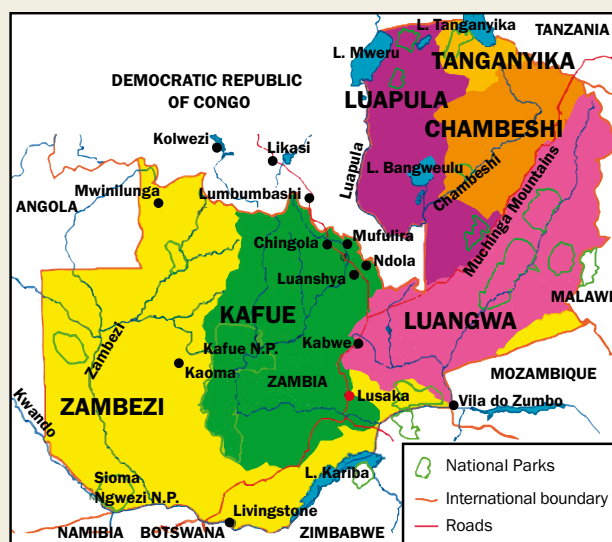 L. Tanganyika
TANZANIA
L. Mweru
TANGANYIKA
DEMOCRATIC REPUBLIC
OF CONGO
LUAPULA
CHAMBESHI
Kolwezi
Likasi
Luapula
L. Bangweulu
Chambeshi
Muchinga Mountains
Mwinilunga
Lumbumbashi
ANGOLA
Chingola
Mufulira
Ndola
Luanshya
MALAWI
KAFUE
LUANGWA
Zambezi
Kafue N.P.
Kabwe
Kaoma
ZAMBIA
MOZAMBIQUE
Kwando
ZAMBEZI
Lusaka
Vila do Zumbo
Sioma
Ngwezi N.P.
L. Kariba
Livingstone
NAMIBIA
BOTSWANA
ZIMBABWE
National Parks
International boundary
Roads